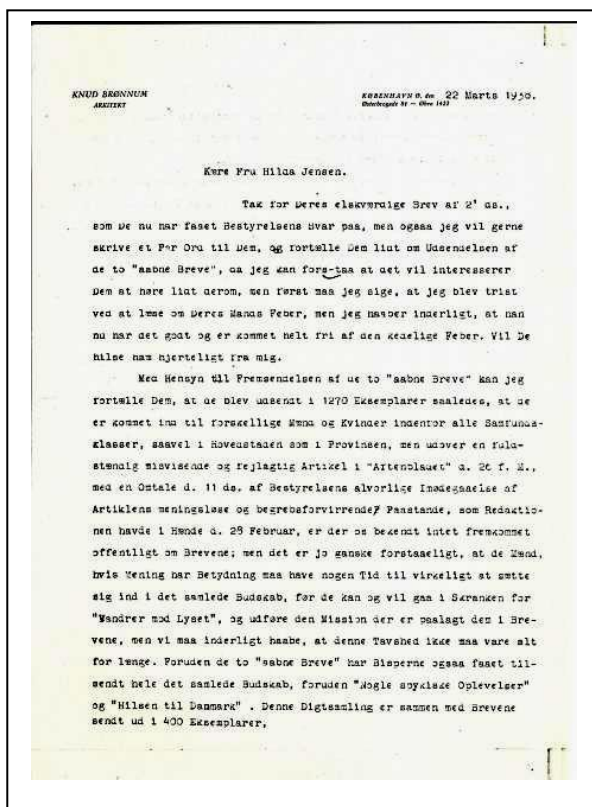 KNUD BRØNNUM
ARKITEKT
KØBENHAVN Ø. den 22 Marts 1938.
Østerbrogade 84 — Øbro 1423
Kære Fru Hilda Jensen.
Tak for Deres elskværdige Brev af 2' ds.,
som De nu har faaet Bestyrelsens Svar paa, men ogsaa jeg vil gerne
skrive et Par Ord til Dem, og fortælle Dem lidt om Udsendelsen af
de to "aabne Breve", da jeg kan fors-taa at det vil interesserer
Dem at høre lidt derom, men først maa jeg sige, at jeg blev trist
ved at læse om Deres Mands Feber, men jeg haaber inderligt, at han
nu har det godt og er kommet helt fri af den kedelige Feber. Vil De
hilse ham hjerteligt fra mig.
Med Hensyn til Fremsendelsen af de to "aabne Breve" kan jeg
fortælle Dem, at de blev udsendt i 1270 Eksemplarer saaledes, at de
er kommet ind til forskellige Mænd og Kvinder indenfor alle Samfunds-
klasser, saavel i Hovedstaden som i Provinsen, men udover en fuld-
stændig misvisende og fejlagtig Artikel i "Aftenbladet" d. 26 f. M.,
med en Omtale d. 11 ds. af Bestyrelsens alvorlige Imødegaaelse af
Artiklens meningsløse og begrebsforvirrende Paastande, som Redaktio-
nen havde i Hænde d. 28 Februar, er der os bekendt intet fremkommet
offentligt om Brevene; men det er jo ganske forstaaeligt, at de Mænd,
hvis Mening har Betydning maa have nogen Tid til virkeligt at sætte
sig ind i det samlede Budskab, før de kan og vil gaa i Skranken for
"Vandrer mod Lyset", og udføre den Mission der er paalagt dem i Bre-
vene, men vi maa inderligt haabe, at denne Tavshed ikke maa vare alt
for længe. Foruden de to "aabne Breve" har Bisperne ogsaa faaet til-
sendt hele det samlede Budskab, foruden "Nogle spykiske Oplevelser"
og "Hilsen til Danmark" . Denne Digtsamling er sammen med Brevene
sendt ud i 400 Eksemplarer,